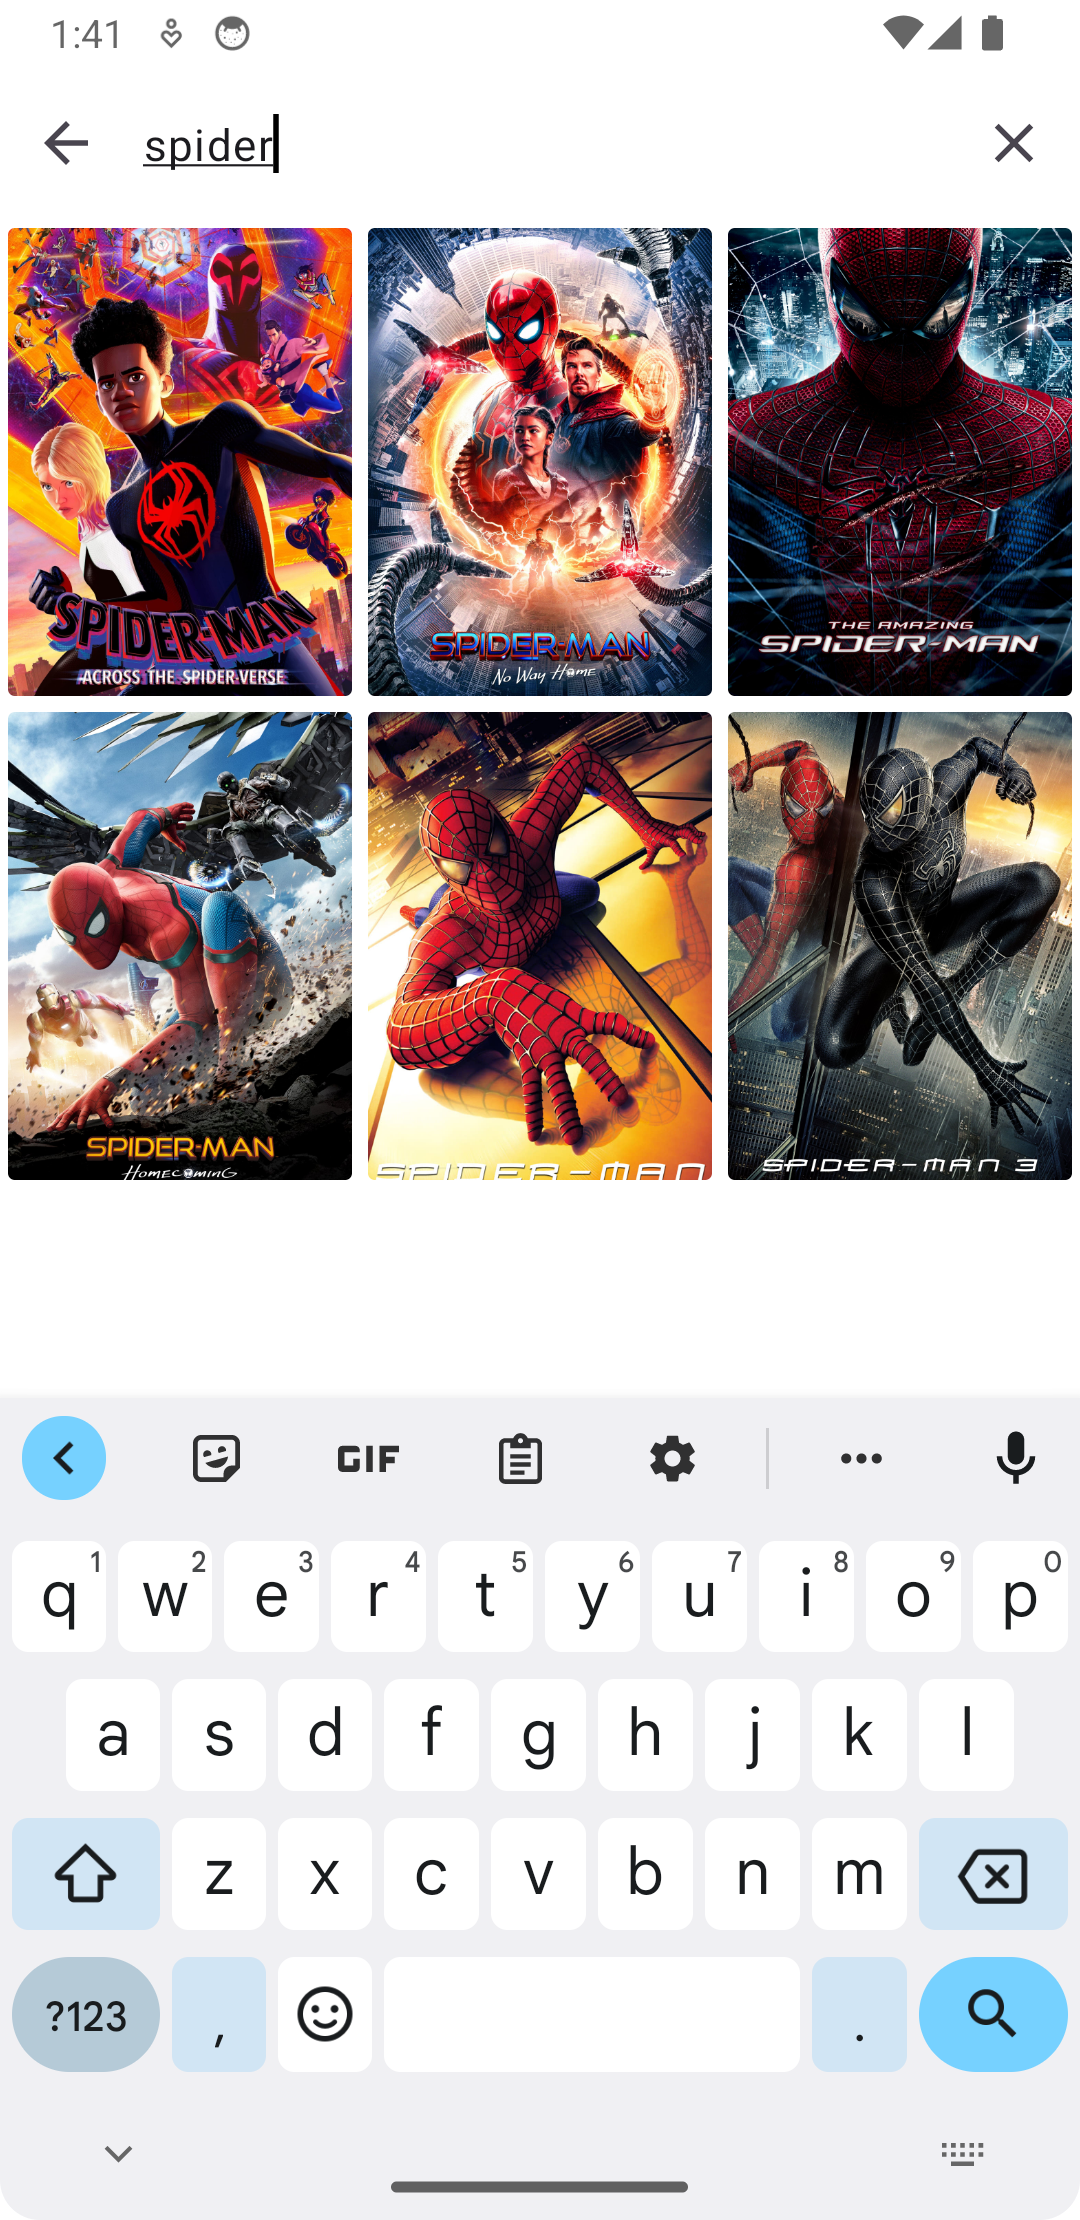 1:41
spider
SPIDER-MAN
ACROSS THE SPIDER-VERSE
SPIDER-MAN
No Way Home
THE AMAZING
SPIDER-MAN
SPIDER-MAN
Homecoming
SPIDER-MAN
SPIDER-MAN 3
GIF
1 2 3 4 5 6 7 8 9 0
q w e r t y u i o p
a s d f g h j k l
z x c v b n m
?123 , .